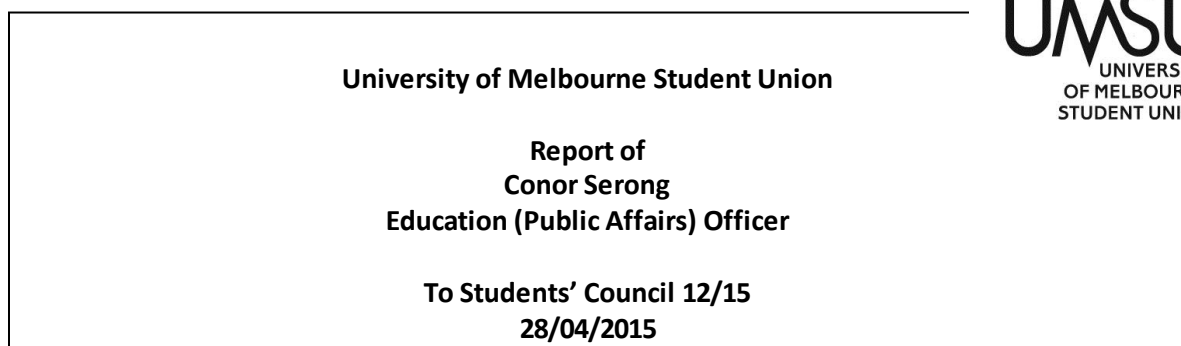 University of Melbourne Student Union
Report of
Conor Serong
Education (Public Affairs) Officer
To Students’ Council 12/15
28/04/2015
UMSU
UNIVERS
OF MELBOUR
STUDENT UNI